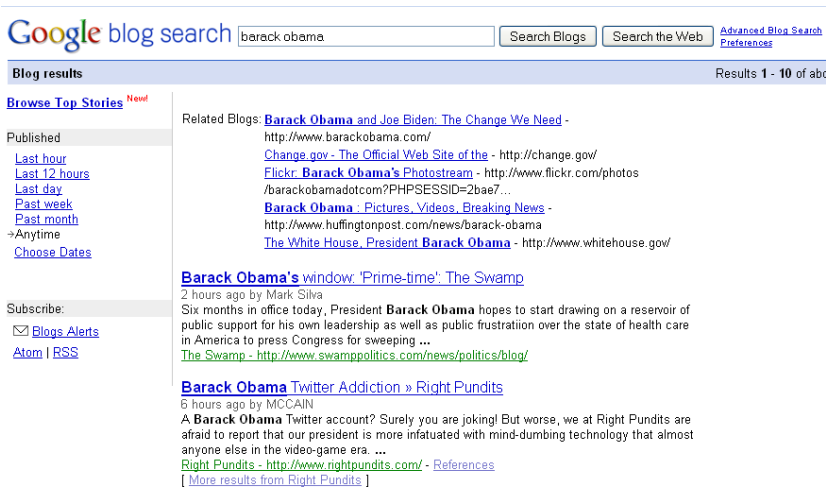 Google blog search barack obama Search Blogs Search the Web Advanced Blog Search
Preferences
Blog results Results 1 - 10 of abo
Browse Top Stories New!
Published
Last hour
Last 12 hours
Last day
Past week
Past month
→Anytime
Choose Dates
Subscribe:
Blogs Alerts
Atom | RSS
Related Blogs: Barack Obama and Joe Biden: The Change We Need -
http://www.barackobama.com/
Change.gov - The Official Web Site of the - http://change.gov/
Flickr: Barack Obama's Photostream - http://www.flickr.com/photos
/barackobamadotcom?PHPSESSID=2bae7...
Barack Obama : Pictures, Videos, Breaking News -
http://www.huffingtonpost.com/news/barack-obama
The White House, President Barack Obama - http://www.whitehouse.gov/
Barack Obama's window: 'Prime-time': The Swamp
2 hours ago by Mark Silva
Six months in office today, President Barack Obama hopes to start drawing on a reservoir of
public support for his own leadership as well as public frustratiion over the state of health care
in America to press Congress for sweeping ...
The Swamp - http://www.swamppolitics.com/news/politics/blog/
Barack Obama Twitter Addiction » Right Pundits
6 hours ago by MCCAIN
A Barack Obama Twitter account? Surely you are joking! But worse, we at Right Pundits are
afraid to report that our president is more infatuated with mind-dumbing technology that almost
anyone else in the video-game era. ...
Right Pundits - http://www.rightpundits.com/ - References
[ More results from Right Pundits ]